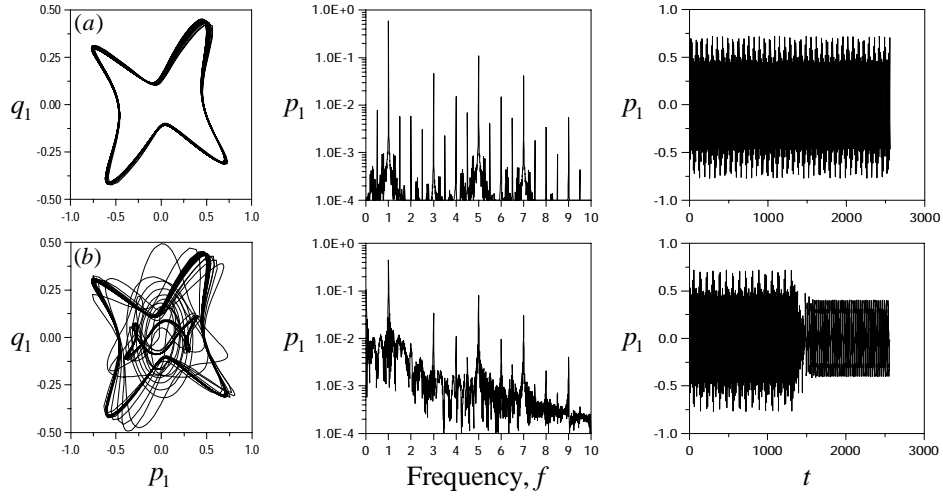 (a)
q1
0.50
0.25
0.00
-0.25
-0.50
-1.0 -0.5 0.0 0.5 1.0
p1
1.0E+0
1.0E-1
1.0E-2
1.0E-3
1.0E-4
0 1 2 3 4 5 6 7 8 9 10
p1
1.0
0.5
0.0
-0.5
-1.0
0 1000 2000 3000
(b)
q1
0.50
0.25
0.00
-0.25
-0.50
-1.0 -0.5 0.0 0.5 1.0
p1
p1
1.0E+0
1.0E-1
1.0E-2
1.0E-3
1.0E-4
0 1 2 3 4 5 6 7 8 9 10
Frequency, f
p1
1.0
0.5
0.0
-0.5
-1.0
0 1000 2000 3000
t